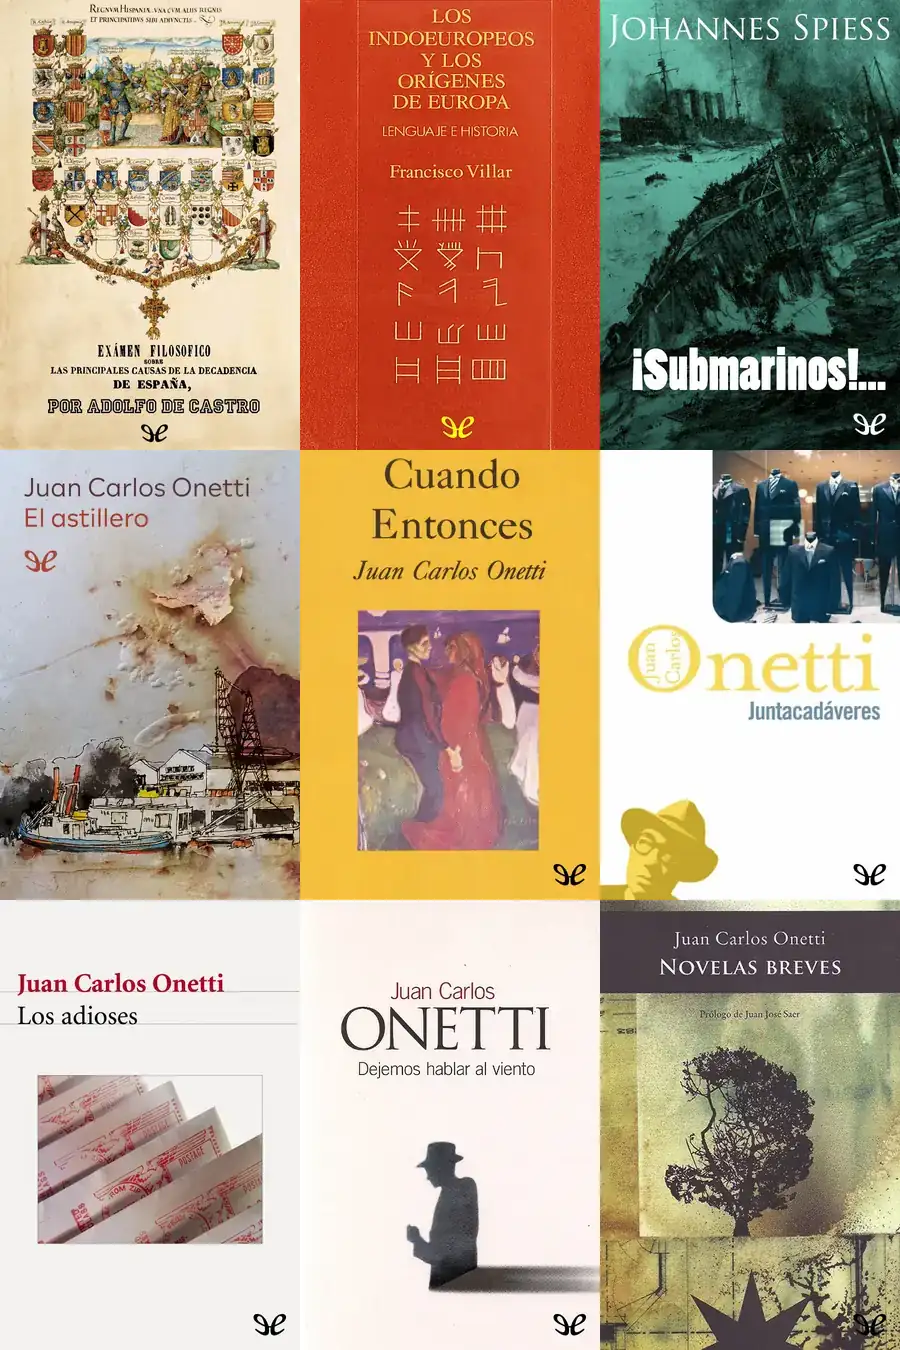 REGNVM HISPANIÆ, VNA CVM ALIIS REGNIS
ET PRINCIPATIBVS SIBI ADIVNCTIS.
EXÁMEN FILOSOFICO
SOBRE
LAS PRINCIPALES CAUSAS DE LA DECADENCIA
DE ESPAÑA,
POR ADOLFO DE CASTRO
LOS
INDOEUROPEOS
Y LOS
ORÍGENES
DE EUROPA
LENGUAJE E HISTORIA
Francisco Villar
JOHANNES SPIESS
¡Submarinos!...
Juan Carlos Onetti
El astillero
Cuando
Entonces
Juan Carlos Onetti
Juan
Carlos
Onetti
Juntacadáveres
Juan Carlos Onetti
Los adioses
POSTAGE
Juan Carlos
ONETTI
Dejemos hablar al viento
Juan Carlos Onetti
NOVELAS BREVES
Prólogo de Juan José Saer